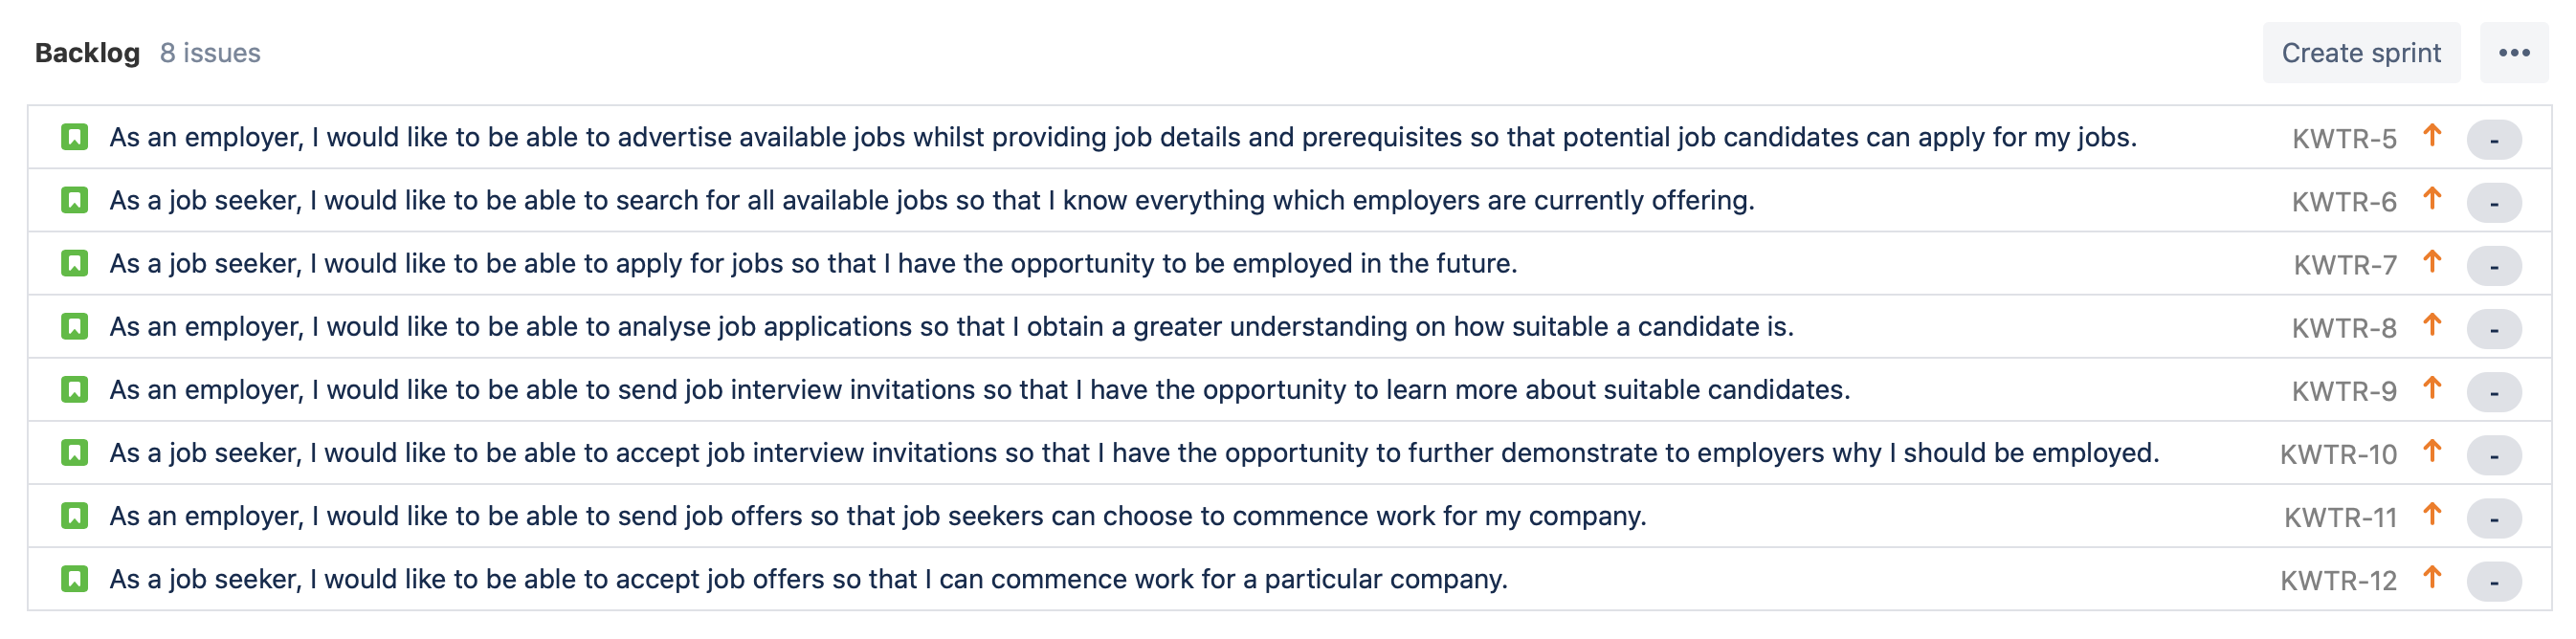 Backlog 8 issues Create sprint •••
As an employer, I would like to be able to advertise available jobs whilst providing job details and prerequisites so that potential job candidates can apply for my jobs. KWTR-5 -
As a job seeker, I would like to be able to search for all available jobs so that I know everything which employers are currently offering. KWTR-6 -
As a job seeker, I would like to be able to apply for jobs so that I have the opportunity to be employed in the future. KWTR-7 -
As an employer, I would like to be able to analyse job applications so that I obtain a greater understanding on how suitable a candidate is. KWTR-8 -
As an employer, I would like to be able to send job interview invitations so that I have the opportunity to learn more about suitable candidates. KWTR-9 -
As a job seeker, I would like to be able to accept job interview invitations so that I have the opportunity to further demonstrate to employers why I should be employed. KWTR-10 -
As an employer, I would like to be able to send job offers so that job seekers can choose to commence work for my company. KWTR-11 -
As a job seeker, I would like to be able to accept job offers so that I can commence work for a particular company. KWTR-12 -